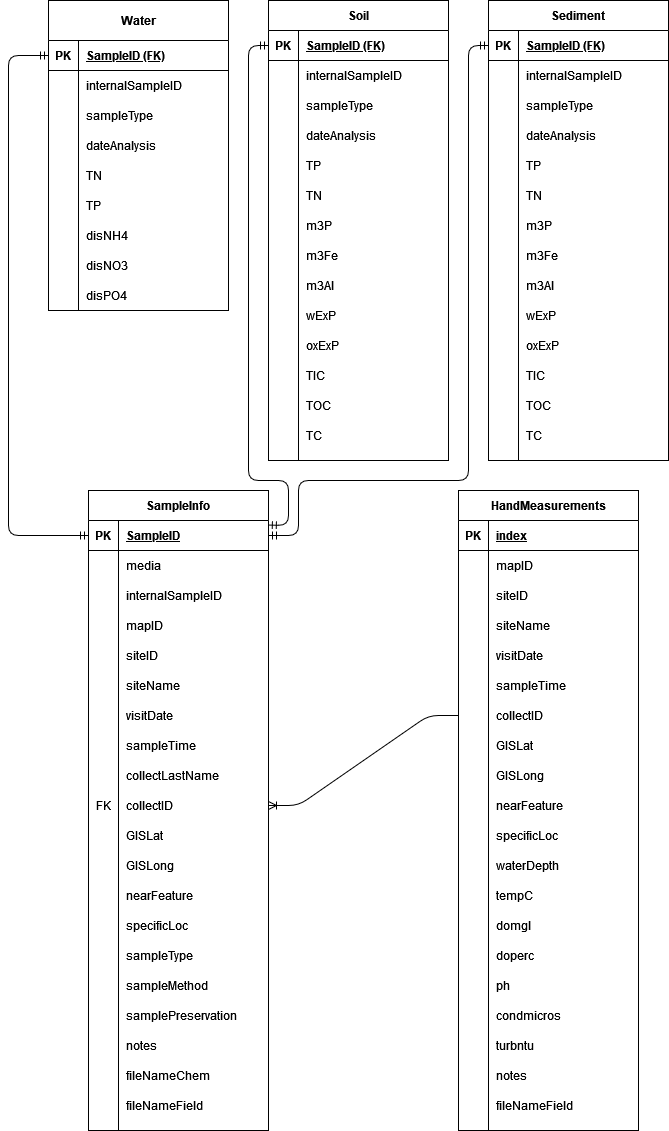 Water
PK SampleID (FK)
internalSampleID
sampleType
dateAnalysis
TN
TP
disNH4
disNO3
disPO4
Soil
PK SampleID (FK)
internalSampleID
sampleType
dateAnalysis
TP
TN
m3P
m3Fe
m3Al
wExP
oxExP
TIC
TOC
TC
Sediment
PK SampleID (FK)
internalSampleID
sampleType
dateAnalysis
TP
TN
m3P
m3Fe
m3Al
wExP
oxExP
TIC
TOC
TC
SampleInfo
PK SampleID
media
internalSampleID
mapID
siteID
siteName
visitDate
sampleTime
collectLastName
FK collectID
GISLat
GISLong
nearFeature
specificLoc
sampleType
sampleMethod
samplePreservation
notes
fileNameChem
fileNameField
HandMeasurements
PK index
mapID
siteID
siteName
visitDate
sampleTime
collectID
GISLat
GISLong
nearFeature
specificLoc
waterDepth
tempC
domgl
doperc
ph
condmicros
turbntu
notes
fileNameField